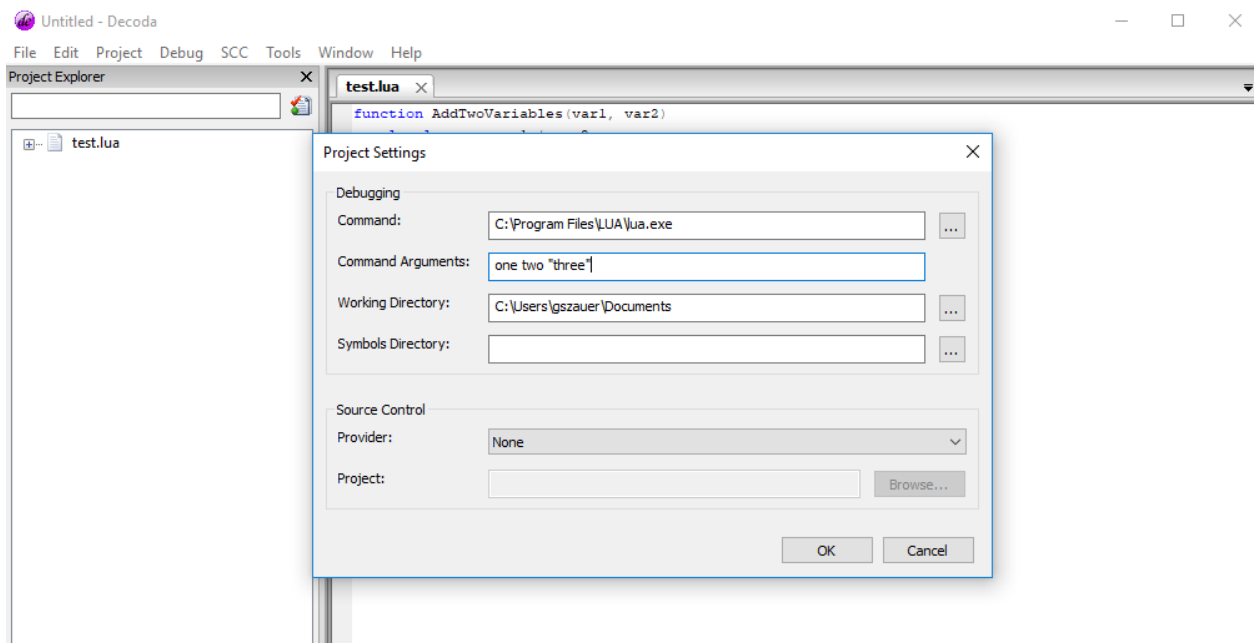 Untitled - Decoda
File Edit Project Debug SCC Tools Window Help
Project Explorer
test.lua
test.lua
function AddTwoVariables(var1, var2)
Project Settings
Debugging
Command:
C:\Program Files\LUA\lua.exe
...
Command Arguments:
one two "three"
Working Directory:
C:\Users\gszauer\Documents
...
Symbols Directory:
...
Source Control
Provider:
None
Project:
Browse...
OK Cancel